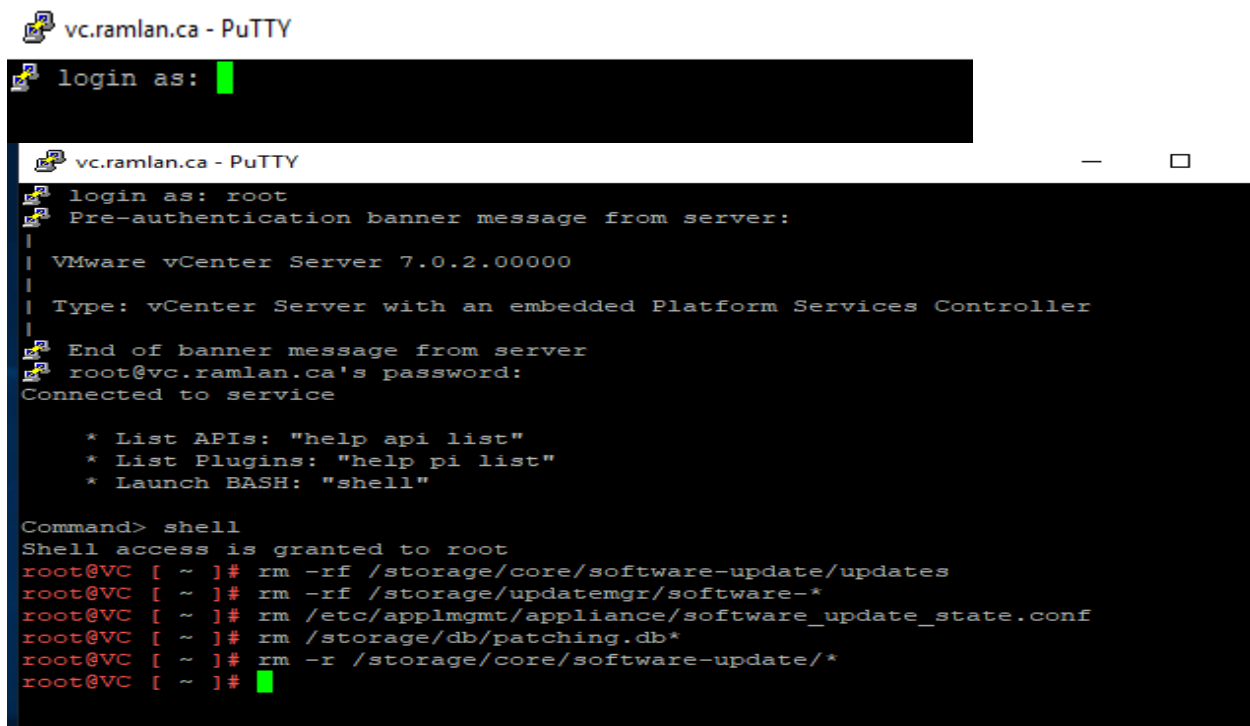 vc.ramlan.ca - PuTTY
login as:
vc.ramlan.ca - PuTTY
login as: root
Pre-authentication banner message from server:
|
| VMware vCenter Server 7.0.2.00000
|
| Type: vCenter Server with an embedded Platform Services Controller
|
End of banner message from server
root@vc.ramlan.ca's password:
Connected to service
* List APIs: "help api list"
* List Plugins: "help pi list"
* Launch BASH: "shell"
Command> shell
Shell access is granted to root
root@VC [ ~ ]# rm -rf /storage/core/software-update/updates
root@VC [ ~ ]# rm -rf /storage/updatemgr/software-*
root@VC [ ~ ]# rm /etc/applmgmt/appliance/software_update_state.conf
root@VC [ ~ ]# rm /storage/db/patching.db*
root@VC [ ~ ]# rm -r /storage/core/software-update/*
root@VC [ ~ ]#